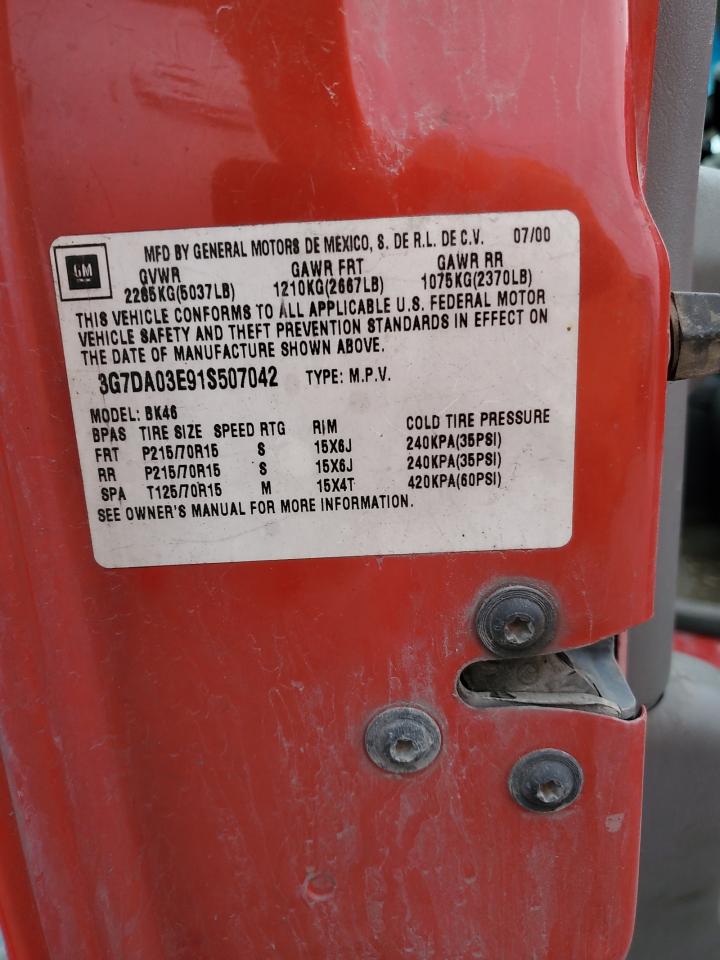 GM
MFD BY GENERAL MOTORS DE MEXICO, S. DE R.L. DE C.V. 07/00
GVWR GAWR FRT GAWR RR
2285KG(5037LB) 1210KG(2667LB) 1075KG(2370LB)
THIS VEHICLE CONFORMS TO ALL APPLICABLE U.S. FEDERAL MOTOR
VEHICLE SAFETY AND THEFT PREVENTION STANDARDS IN EFFECT ON
THE DATE OF MANUFACTURE SHOWN ABOVE.
3G7DA03E91S507042 TYPE: M.P.V.
MODEL: BK46
BPAS TIRE SIZE SPEED RTG RIM COLD TIRE PRESSURE
FRT P215/70R15 S 15X6J 240KPA(35PSI)
RR P215/70R15 S 15X6J 240KPA(35PSI)
SPA T125/70R15 M 15X4T 420KPA(60PSI)
SEE OWNER'S MANUAL FOR MORE INFORMATION.